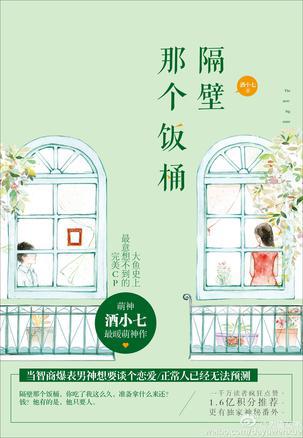 隔壁
那个饭桶
酒小七
著
大鱼史上
最意想不到的
完美CP
萌神
酒小七
最暖萌神作
当智商爆表男神想要谈个恋爱/正常人已经无法预测
隔壁那个饭桶，你吃了我这么久，准备拿什么来还?
钱? 他有的是，他只要人。
一千万读者疯狂点赞
1.6亿积分推荐
更有独家神秘番外